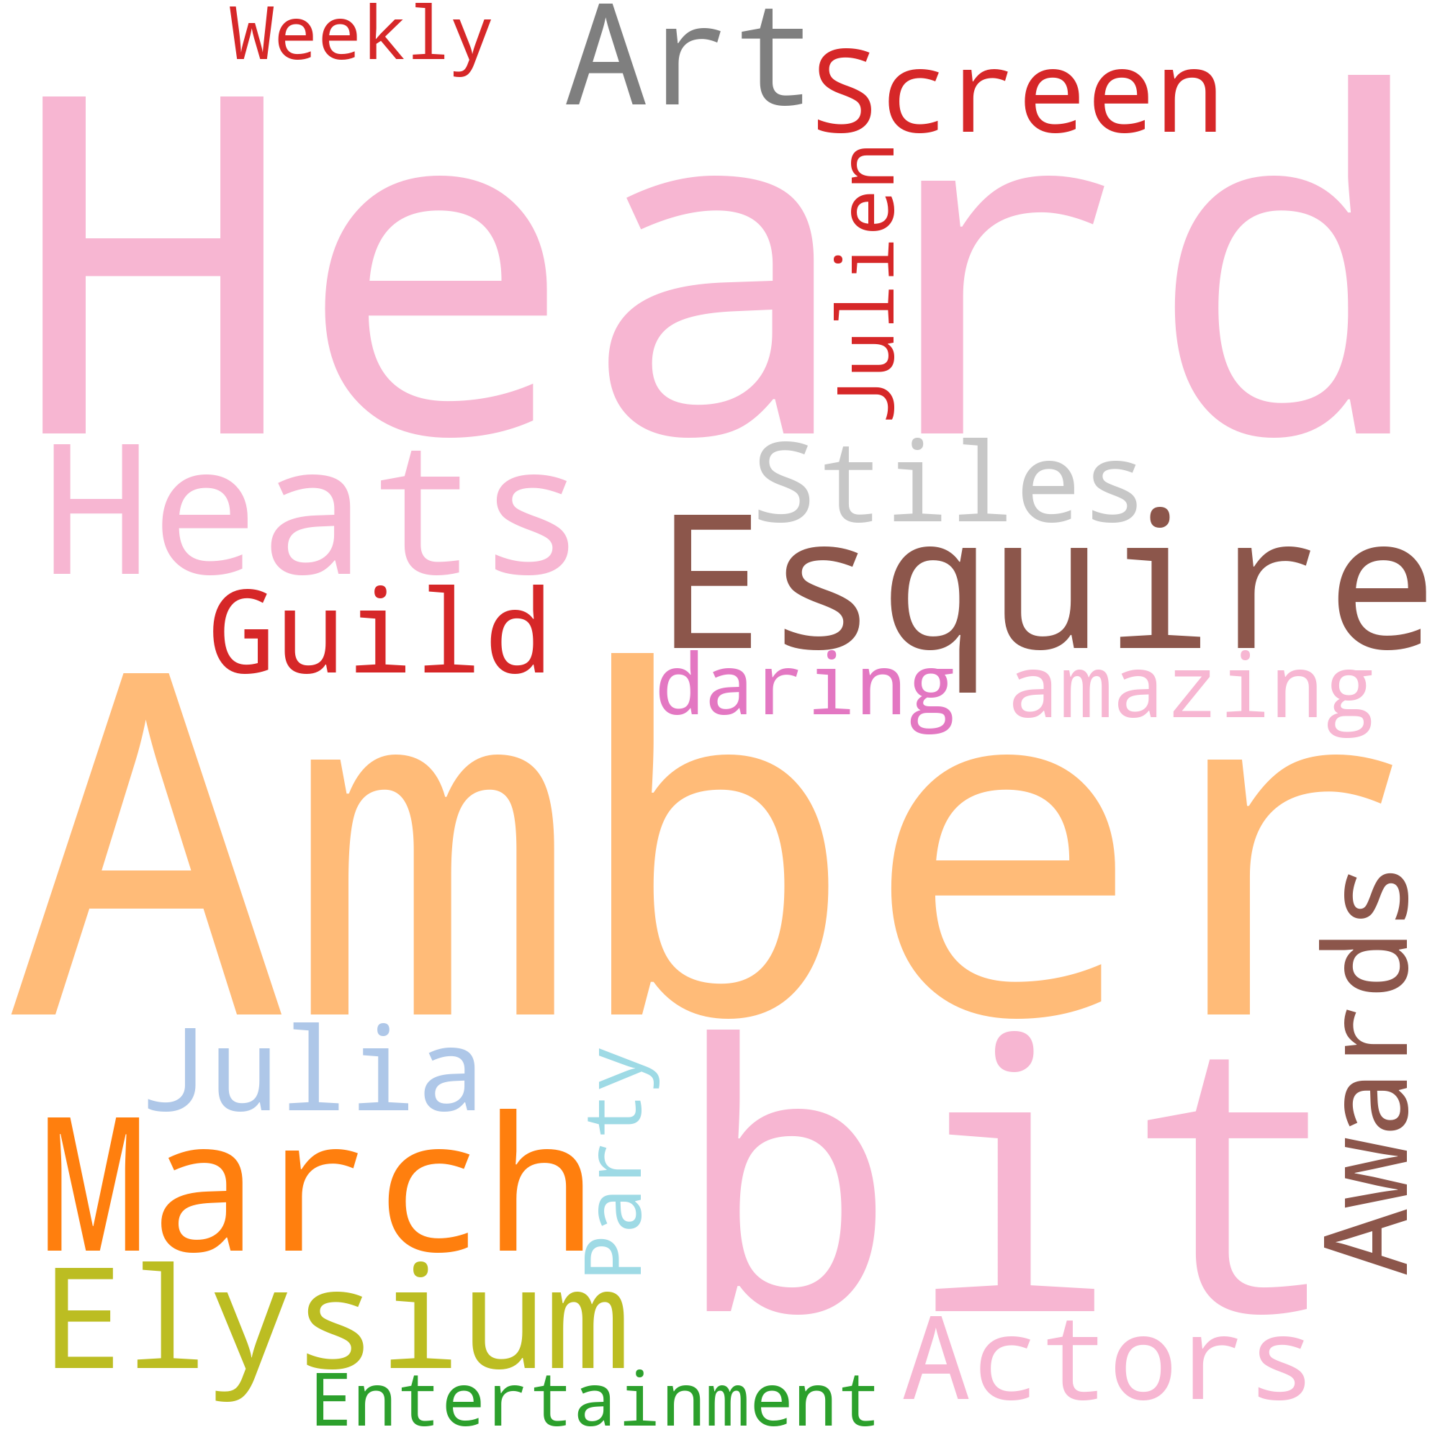 Weekly
Art
Screen
Heard
Julien
Heats
Stiles
Esquire
Guild
daring
amazing
Amber
Awards
Julia
Party
bit
March
Elysium
Actors
Entertainment